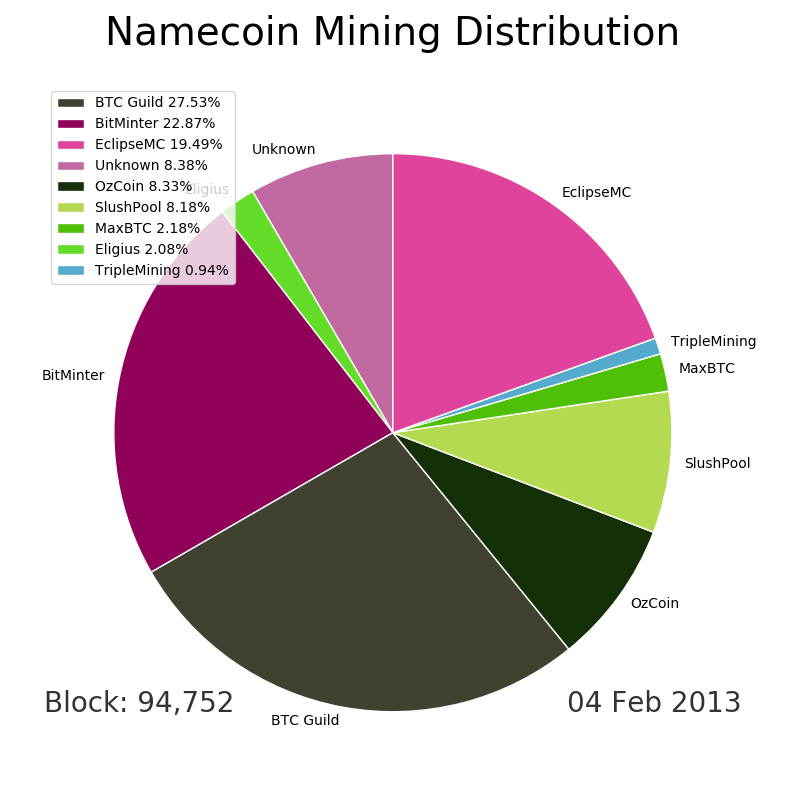 Namecoin Mining Distribution
BTC Guild 27.53%
BitMinter 22.87%
EclipseMC 19.49%
Unknown 8.38%
OzCoin 8.33%
SlushPool 8.18%
MaxBTC 2.18%
Eligius 2.08%
TripleMining 0.94%
Unknown
Eligius
EclipseMC
TripleMining
MaxBTC
BitMinter
SlushPool
OzCoin
Block: 94,752
04 Feb 2013
BTC Guild